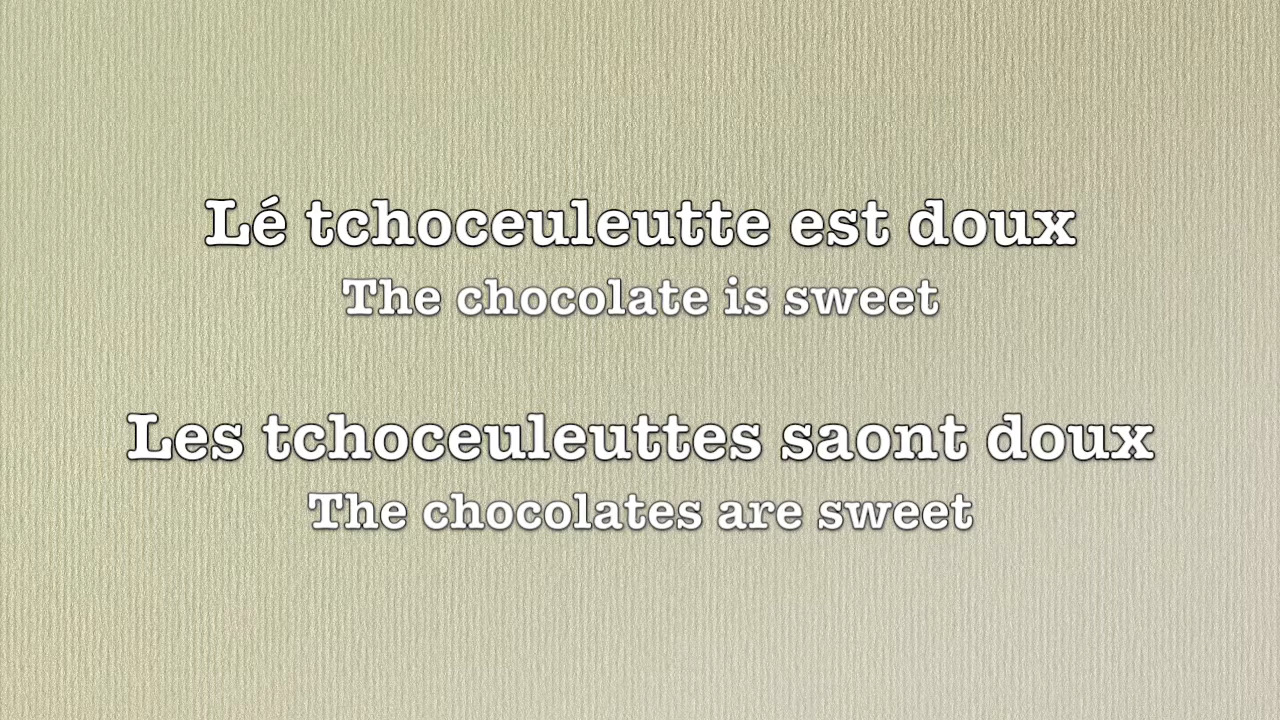 Lé tchoceuleutte est doux
The chocolate is sweet
Les tchoceuleuttes saont doux
The chocolates are sweet